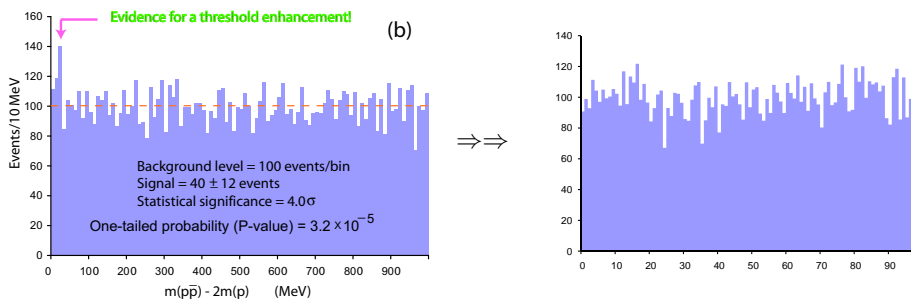 Evidence for a threshold enhancement!
(b)
Events/10 MeV
160
140
120
100
80
60
40
20
0
Background level = 100 events/bin
Signal = 40 ± 12 events
Statistical significance = 4.0σ
One-tailed probability (P-value) = 3.2 × 10⁻⁵
0 100 200 300 400 500 600 700 800 900
m(pp̅) - 2m(p) (MeV)
⇒⇒
140
120
100
80
60
40
20
0
0 10 20 30 40 50 60 70 80 90